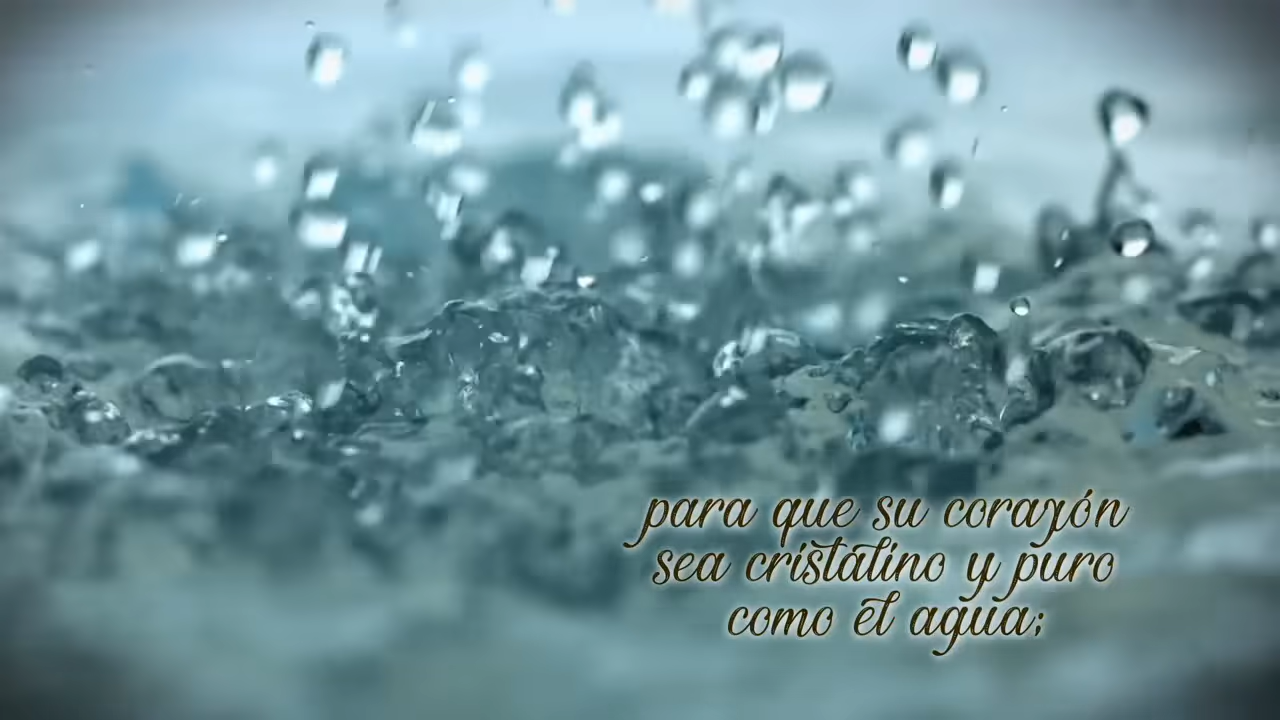 para que su corazón
sea cristalino y puro
como el agua;